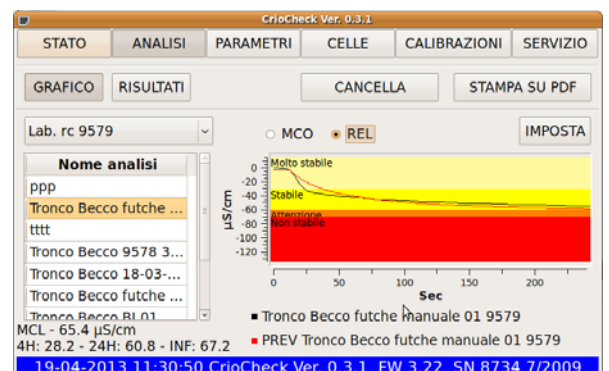 CrioCheck Ver. 0.3.1
STATO ANALISI PARAMETRI CELLE CALIBRAZIONI SERVIZIO
GRAFICO RISULTATI CANCELLA STAMPA SU PDF
Lab. rc 9579 MCO REL IMPOSTA
Nome analisi
ppp
Tronco Becco futche ...
tttt
Tronco Becco 9578 3...
Tronco Becco 18-03-...
Tronco Becco futche ...
Tronco Becco BL01
MCL - 65.4 µS/cm
4H: 28.2 - 24H: 60.8 - INF: 67.2
µS/cm
0
-20
-40
-60
-80
-100
-120
Molto stabile
Stabile
Attenzione
Non stabile
0 50 100 150 200
Sec
Tronco Becco futche manuale 01 9579
PREV Tronco Becco futche manuale 01 9579
19-04-2013 11:30:50 CrioCheck Ver. 0.3.1 FW 3.22 SN 8734 7/2009